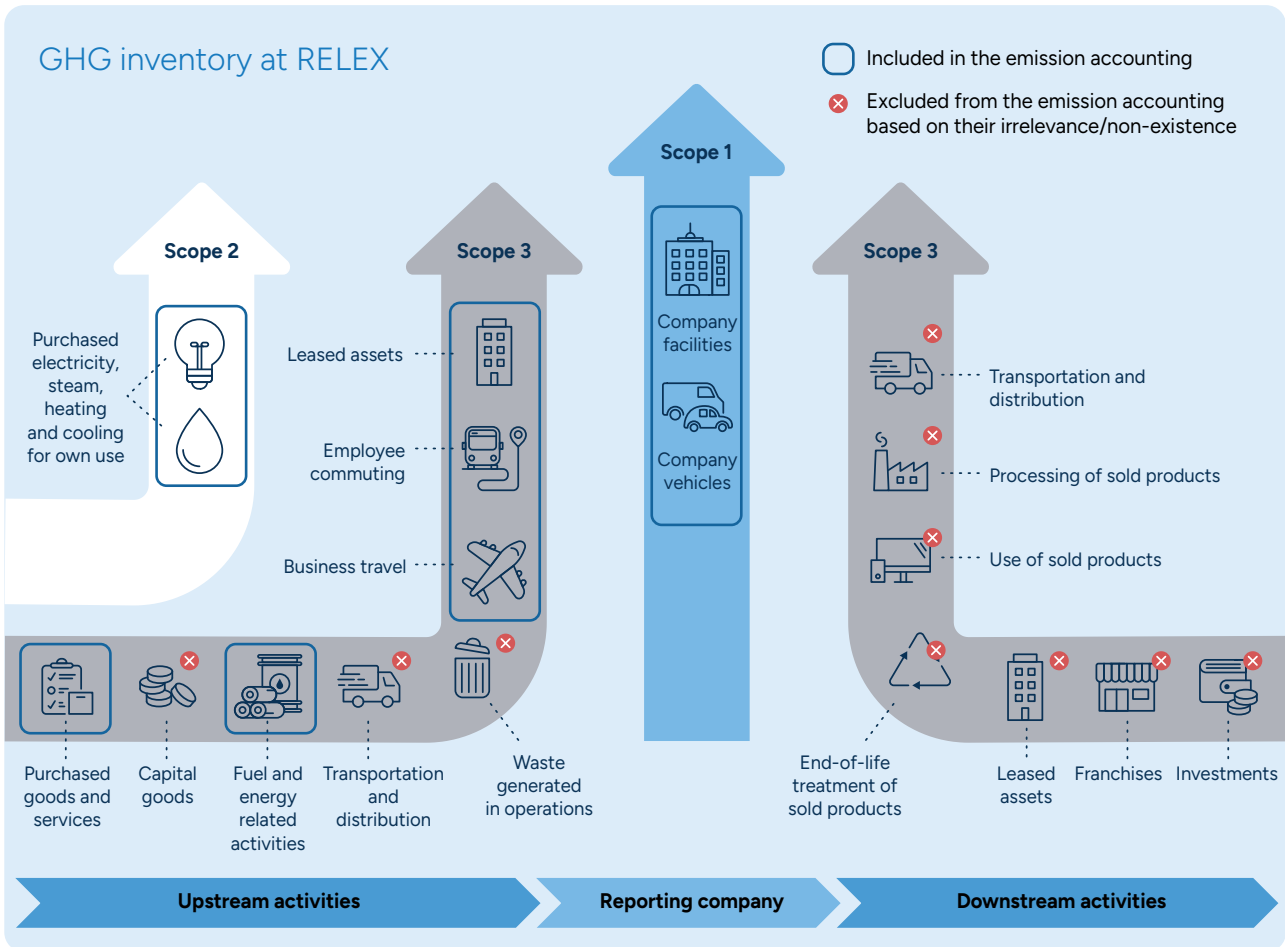 GHG inventory at RELEX
Included in the emission accounting
Excluded from the emission accounting
based on their irrelevance/non-existence
Scope 2
Purchased
electricity,
steam,
heating
and cooling
for own use
Scope 3
Leased assets
Employee
commuting
Business travel
Scope 1
Company
facilities
Company
vehicles
Scope 3
Transportation and
distribution
Processing of sold products
Use of sold products
Purchased
goods and
services
Capital
goods
Fuel and
energy
related
activities
Transportation
and
distribution
Waste
generated
in operations
End-of-life
treatment of
sold products
Leased
assets
Franchises
Investments
Upstream activities
Reporting company
Downstream activities